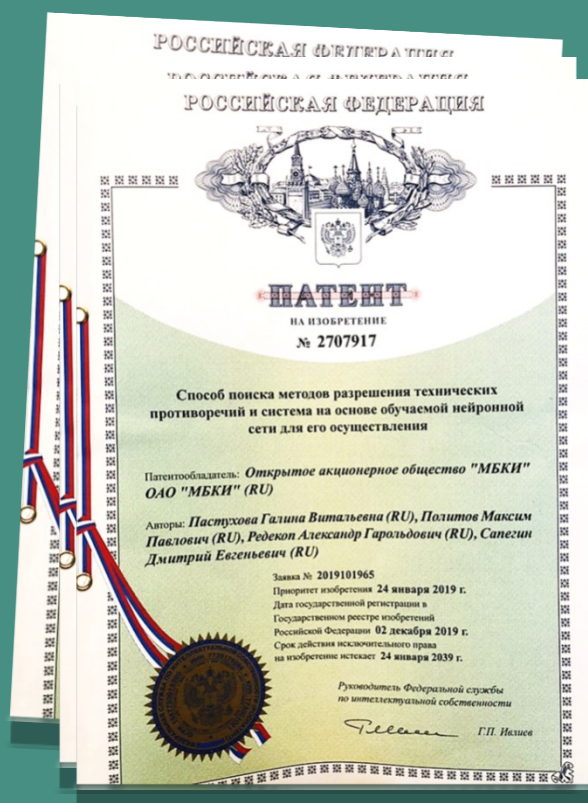 РОССИЙСКАЯ ФЕДЕРАЦИЯ
РОССИЙСКАЯ ФЕДЕРАЦИЯ
РОССИЙСКАЯ ФЕДЕРАЦИЯ
ПАТЕНТ
НА ИЗОБРЕТЕНИЕ
№ 2707917
Способ поиска методов разрешения технических
противоречий и система на основе обучаемой нейронной
сети для его осуществления
Патентообладатель: Открытое акционерное общество "МБКИ"
ОАО "МБКИ" (RU)
Авторы: Пастухова Галина Витальевна (RU), Политов Максим
Павлович (RU), Редекоп Александр Гарольдович (RU), Сапегин
Дмитрий Евгеньевич (RU)
Заявка № 2019101965
Приоритет изобретения 24 января 2019 г.
Дата государственной регистрации в
Государственном реестре изобретений
Российской Федерации 02 декабря 2019 г.
Срок действия исключительного права
на изобретение истекает 24 января 2039 г.
Руководитель Федеральной службы
по интеллектуальной собственности
Г.П. Ивлиев